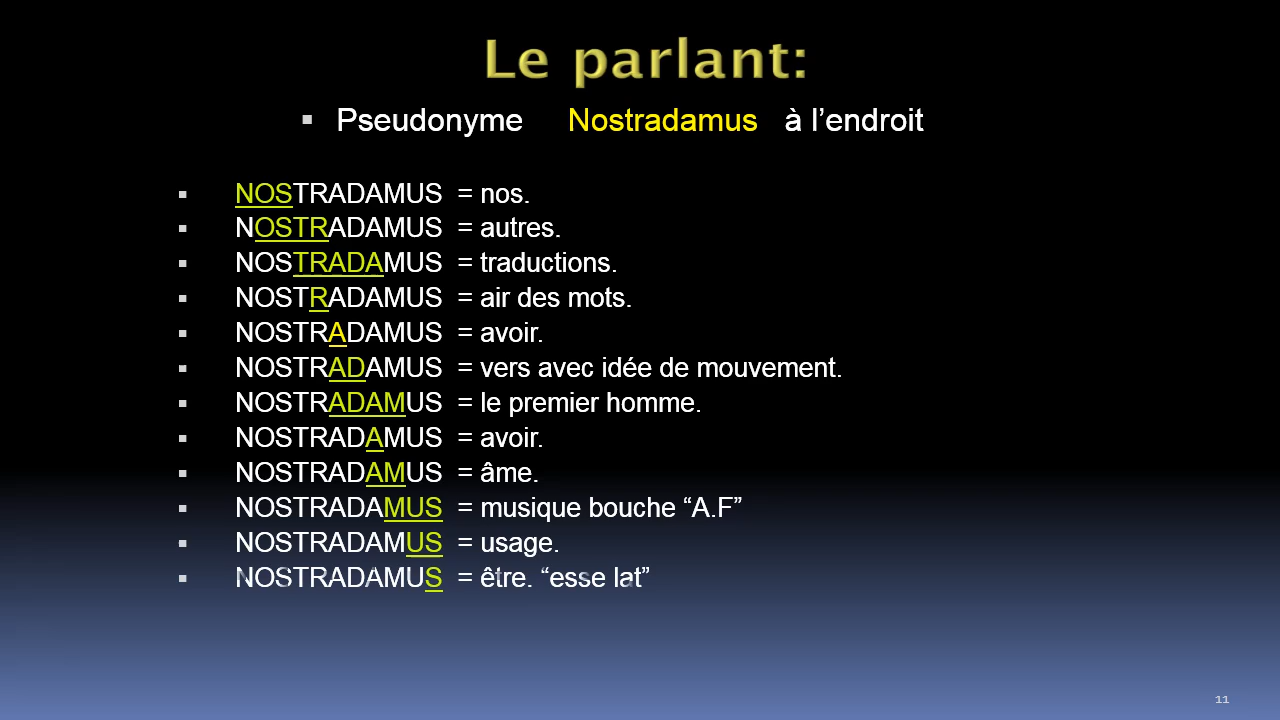 Le parlant:
▪ Pseudonyme Nostradamus à l’endroit
▪ NOSTRADAMUS = nos.
▪ NOSTRADAMUS = autres.
▪ NOSTRADAMUS = traductions.
▪ NOSTRADAMUS = air des mots.
▪ NOSTRADAMUS = avoir.
▪ NOSTRADAMUS = vers avec idée de mouvement.
▪ NOSTRADAMUS = le premier homme.
▪ NOSTRADAMUS = avoir.
▪ NOSTRADAMUS = âme.
▪ NOSTRADAMUS = musique bouche “A.F”
▪ NOSTRADAMUS = usage.
▪ NOSTRADAMUS = être. “esse lat”
11